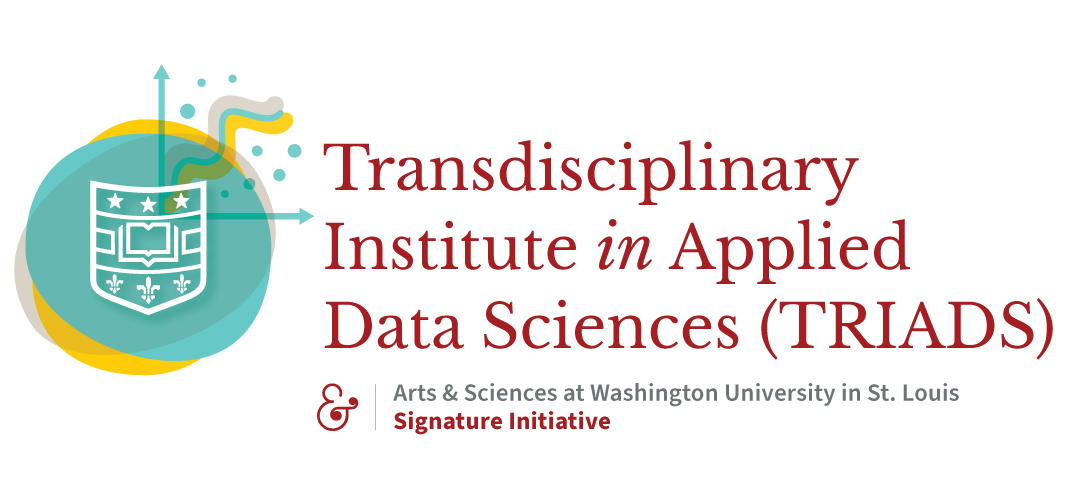 Transdisciplinary
Institute in Applied
Data Sciences (TRIADS)
&
Arts & Sciences at Washington University in St. Louis
Signature Initiative